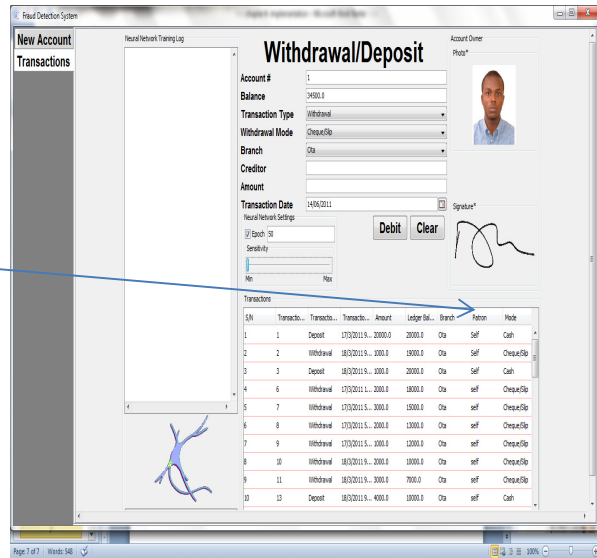 Fraud Detection System
New Account
Transactions
Neural Network Training Log
Withdrawal/Deposit
Account # 1
Balance 34500.0
Transaction Type Withdrawal
Withdrawal Mode Cheque/Slip
Branch Ota
Creditor
Amount
Transaction Date 14/06/2011
Neural Network Settings
Epoch 50
Sensitivity
Min Max
Debit Clear
Account Owner
Photo*
Signature*
Transactions
S/N Transactio... Transactio... Transactio... Amount Ledger Bal... Branch Patron Mode
1 1 Deposit 17/3/2011 9... 20000.0 20000.0 Ota Self Cash
2 2 Withdrawal 18/3/2011 9... 1000.0 19000.0 Ota self Cheque/Slip
3 3 Deposit 18/3/2011 9... 1000.0 20000.0 Ota Self Cash
4 6 Withdrawal 17/3/2011 1... 2000.0 18000.0 Ota self Cheque/Slip
5 7 Withdrawal 17/3/2011 5... 3000.0 15000.0 Ota self Cheque/Slip
6 8 Withdrawal 17/3/2011 5... 2000.0 13000.0 Ota self Cheque/Slip
7 9 Withdrawal 17/3/2011 5... 1000.0 12000.0 Ota self Cheque/Slip
8 10 Withdrawal 18/3/2011 9... 2000.0 10000.0 Ota self Cheque/Slip
9 11 Withdrawal 18/3/2011 9... 3000.0 7000.0 Ota self Cheque/Slip
10 13 Deposit 18/3/2011 9... 4000.0 10000.0 Ota self Cash
Page: 7 of 7 Words: 548 100%